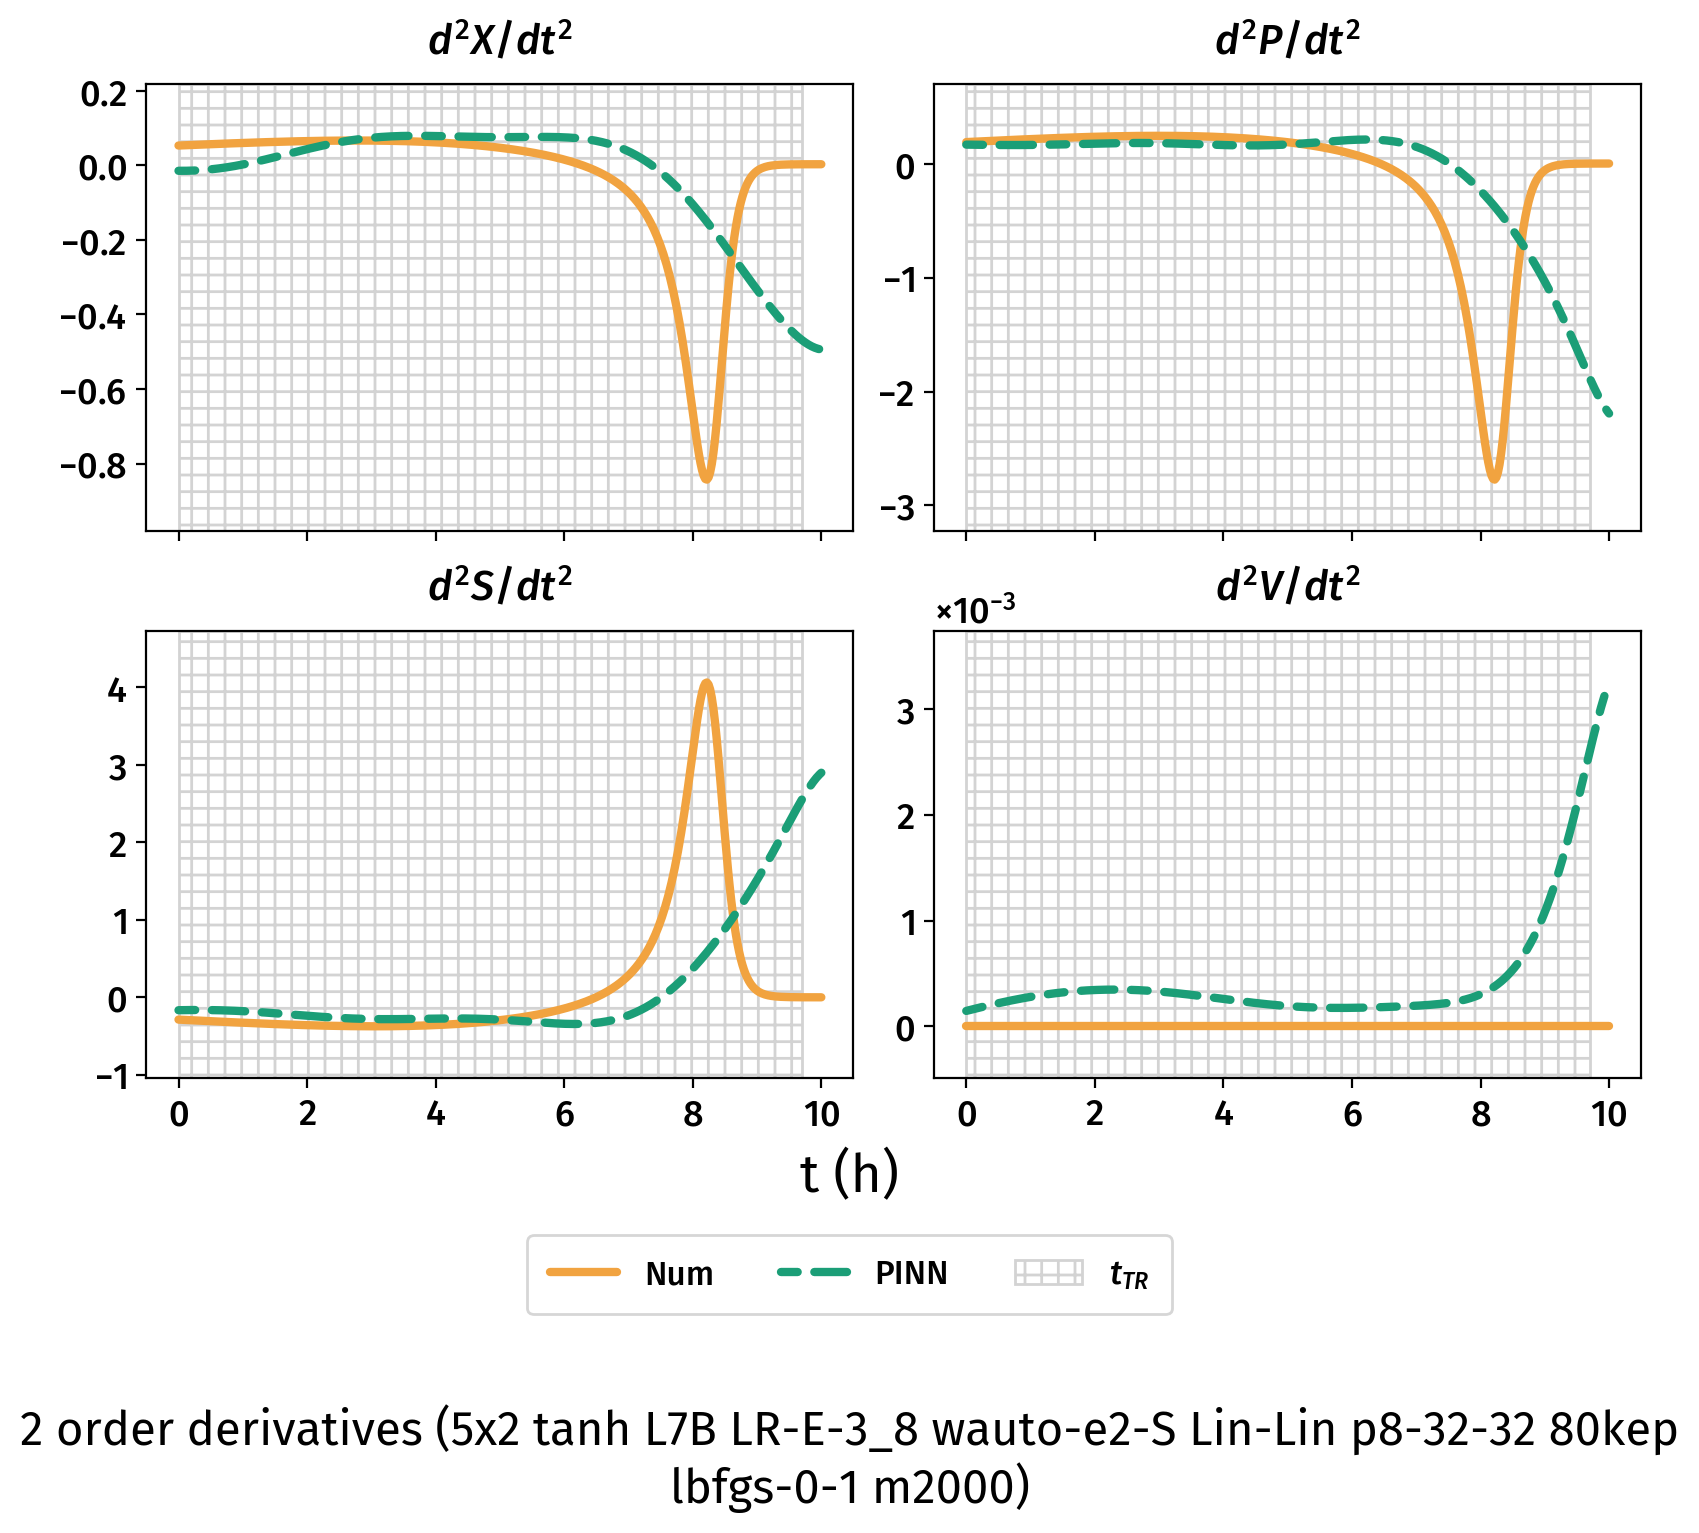 d²X/dt²
d²P/dt²
0.2
0.0
−0.2
−0.4
−0.6
−0.8
0
−1
−2
−3
d²S/dt²
d²V/dt²
×10⁻³
4
3
2
1
0
−1
3
2
1
0
0 2 4 6 8 10
0 2 4 6 8 10
t (h)
Num PINN t_TR
2 order derivatives (5x2 tanh L7B LR-E-3_8 wauto-e2-S Lin-Lin p8-32-32 80kep
lbfgs-0-1 m2000)